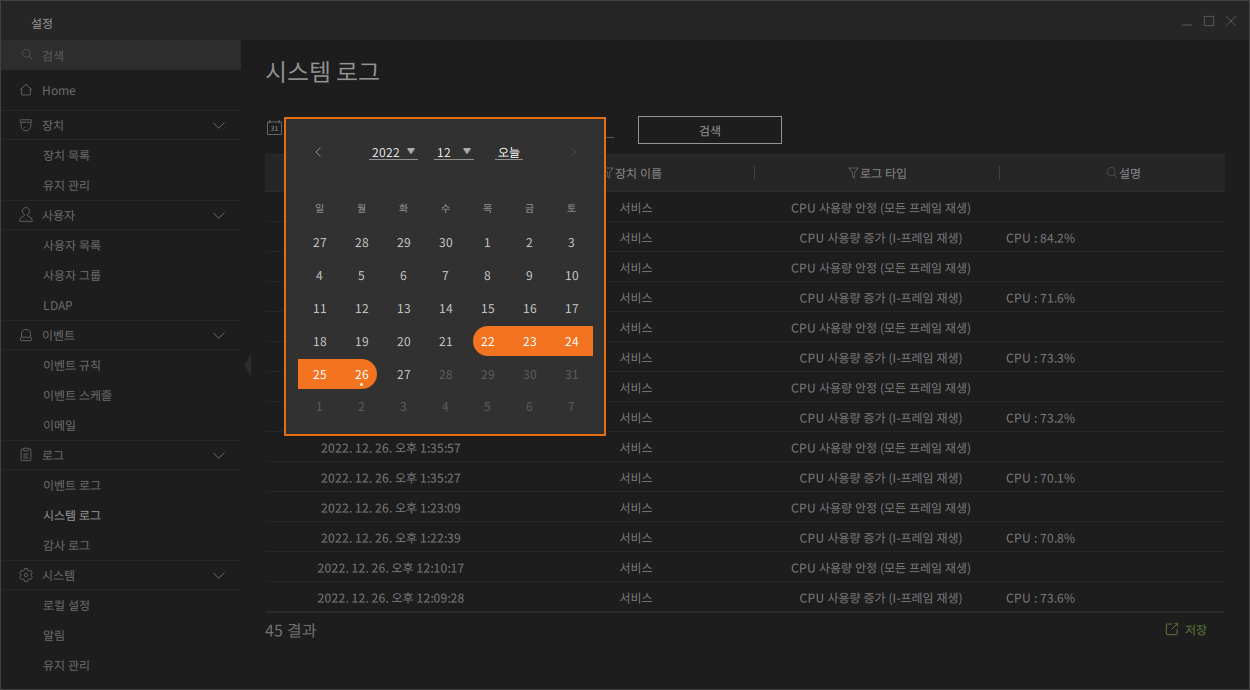 설정
검색
Home
장치
장치 목록
유지 관리
사용자
사용자 목록
사용자 그룹
LDAP
이벤트
이벤트 규칙
이벤트 스케줄
이메일
로그
이벤트 로그
시스템 로그
감사 로그
시스템
로컬 설정
알림
유지 관리
시스템 로그
31
검색
2022 12 오늘
일 월 화 수 목 금 토
27 28 29 30 1 2 3
4 5 6 7 8 9 10
11 12 13 14 15 16 17
18 19 20 21 22 23 24
25 26 27 28 29 30 31
1 2 3 4 5 6 7
장치 이름 로그 타입 설명
서비스 CPU 사용량 안정 (모든 프레임 재생)
서비스 CPU 사용량 증가 (I-프레임 재생) CPU : 84.2%
서비스 CPU 사용량 안정 (모든 프레임 재생)
서비스 CPU 사용량 증가 (I-프레임 재생) CPU : 71.6%
서비스 CPU 사용량 안정 (모든 프레임 재생)
서비스 CPU 사용량 증가 (I-프레임 재생) CPU : 73.3%
서비스 CPU 사용량 안정 (모든 프레임 재생)
서비스 CPU 사용량 증가 (I-프레임 재생) CPU : 73.2%
2022. 12. 26. 오후 1:35:57 서비스 CPU 사용량 안정 (모든 프레임 재생)
2022. 12. 26. 오후 1:35:27 서비스 CPU 사용량 증가 (I-프레임 재생) CPU : 70.1%
2022. 12. 26. 오후 1:23:09 서비스 CPU 사용량 안정 (모든 프레임 재생)
2022. 12. 26. 오후 1:22:39 서비스 CPU 사용량 증가 (I-프레임 재생) CPU : 70.8%
2022. 12. 26. 오후 12:10:17 서비스 CPU 사용량 안정 (모든 프레임 재생)
2022. 12. 26. 오후 12:09:28 서비스 CPU 사용량 증가 (I-프레임 재생) CPU : 73.6%
45 결과
저장